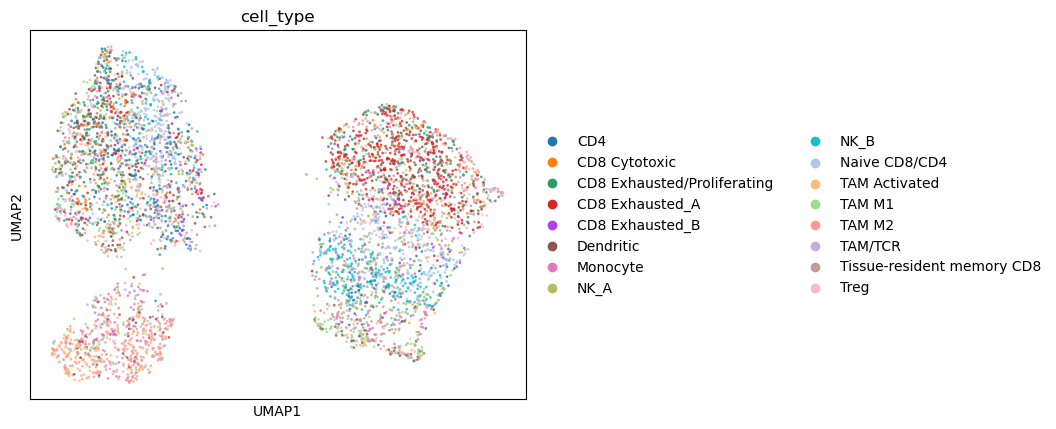 cell_type
UMAP2
UMAP1
CD4
CD8 Cytotoxic
CD8 Exhausted/Proliferating
CD8 Exhausted_A
CD8 Exhausted_B
Dendritic
Monocyte
NK_A
NK_B
Naive CD8/CD4
TAM Activated
TAM M1
TAM M2
TAM/TCR
Tissue-resident memory CD8
Treg